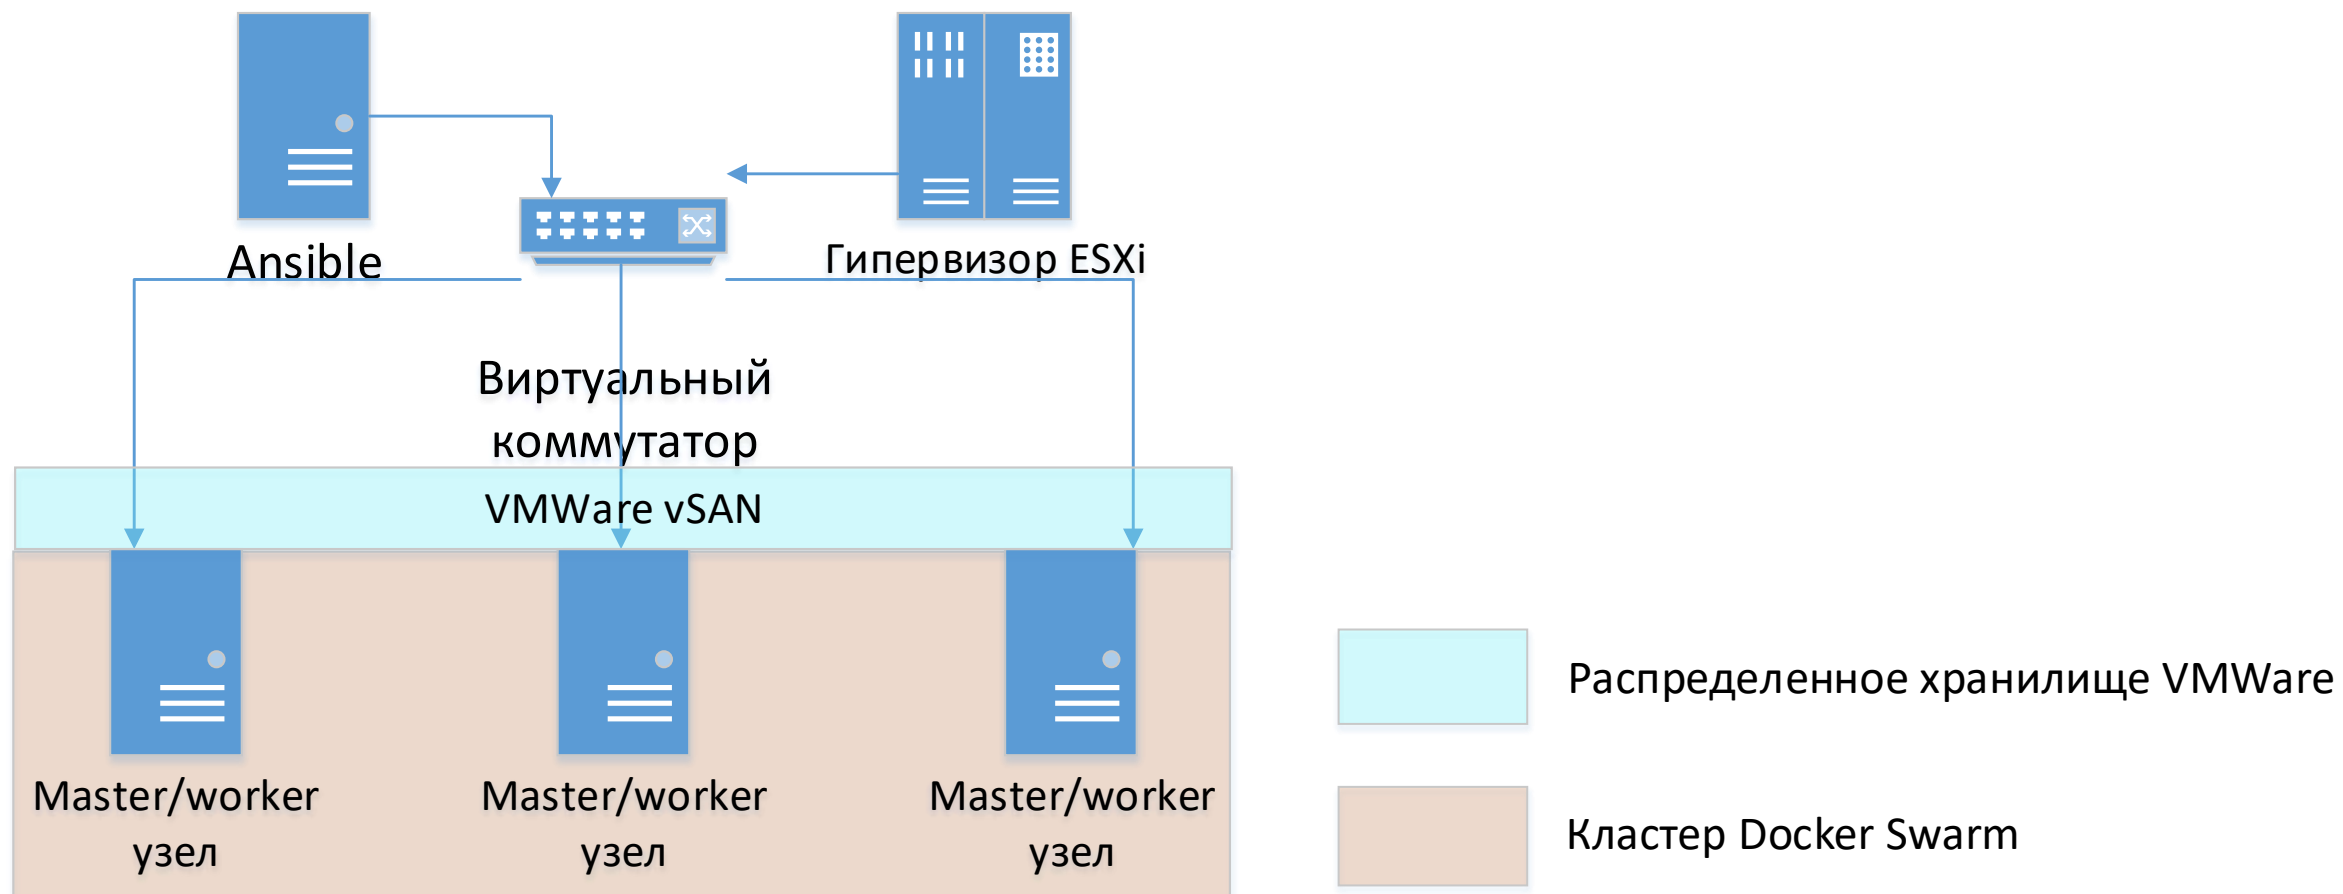 Ansible
Гипервизор ESXi
Виртуальный
коммутатор
VMWare vSAN
Master/worker
узел
Master/worker
узел
Master/worker
узел
Распределенное хранилище VMWare
Кластер Docker Swarm